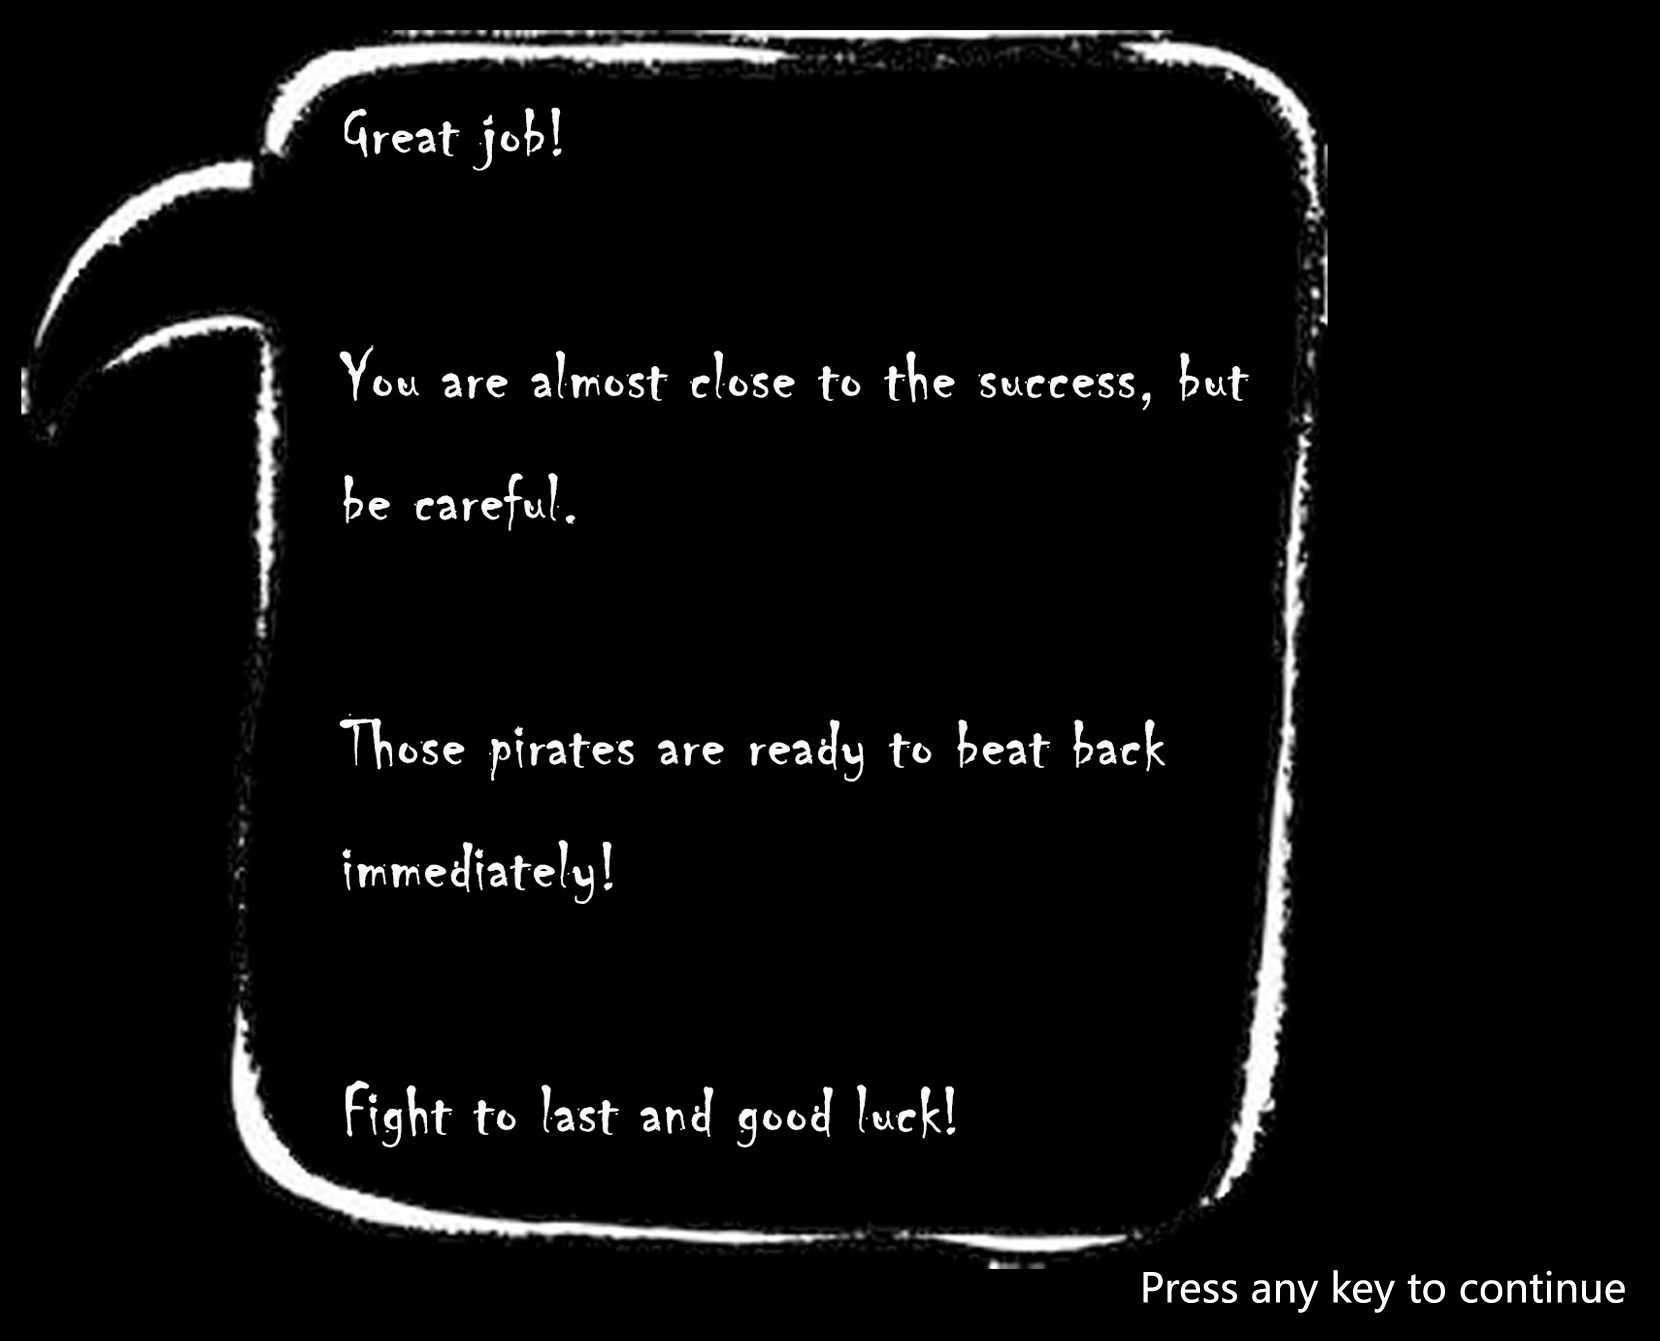 Great job!
You are almost close to the success, but
be careful.
Those pirates are ready to beat back
immediately!
Fight to last and good luck!
Press any key to continue